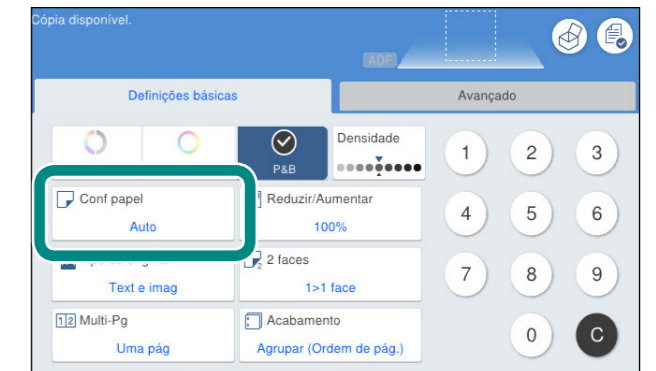 Cópia disponível.
ADF
Definições básicas
Avançado
P&B
Densidade
1 2 3
Conf papel
Auto
Reduzir/Aumentar
100%
4 5 6
Text e imag
2 faces
1>1 face
7 8 9
Multi-Pg
Uma pág
Acabamento
Agrupar (Ordem de pág.)
0 C